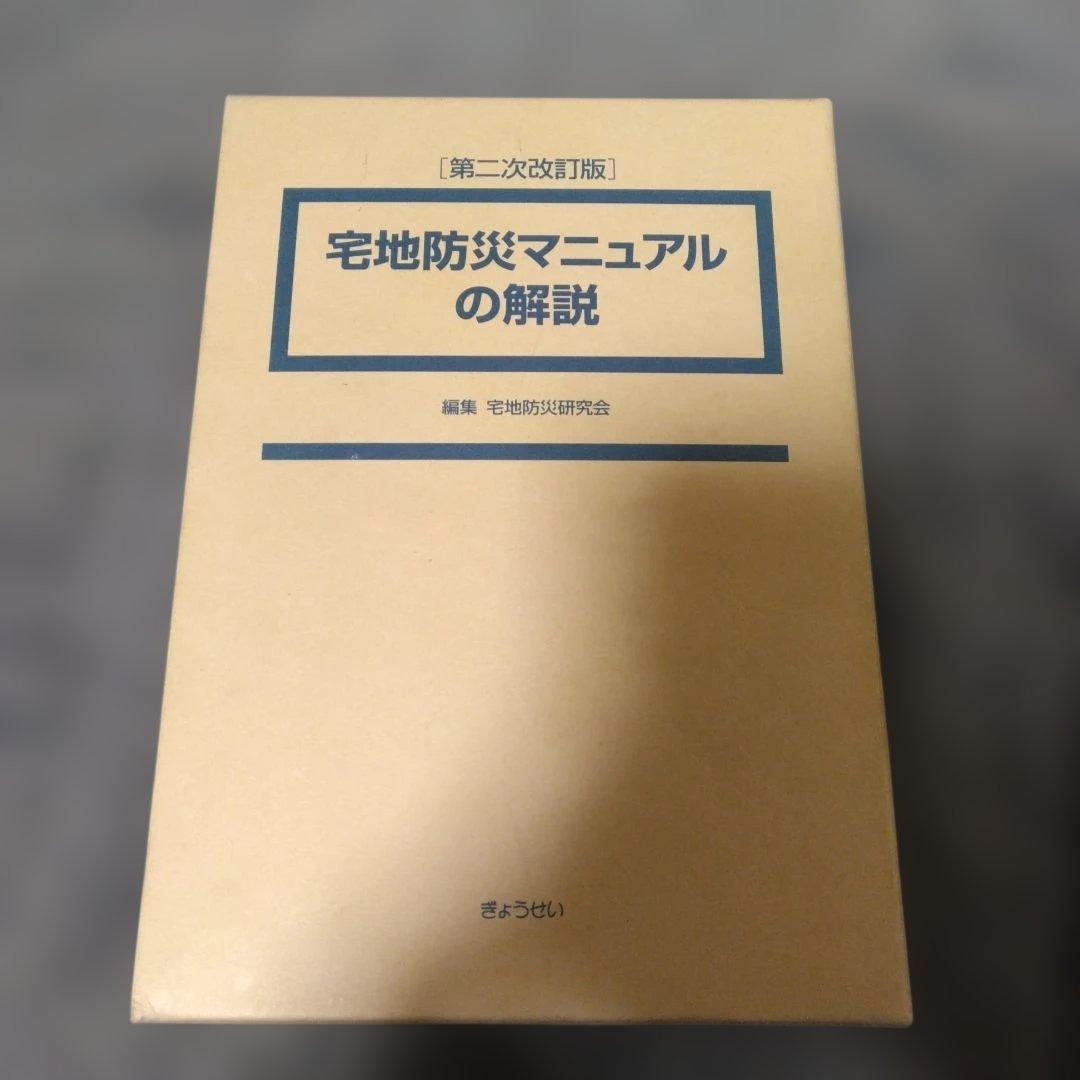 ［第二次改訂版］
宅地防災マニュアル
の解説
編集 宅地防災研究会
ぎょうせい